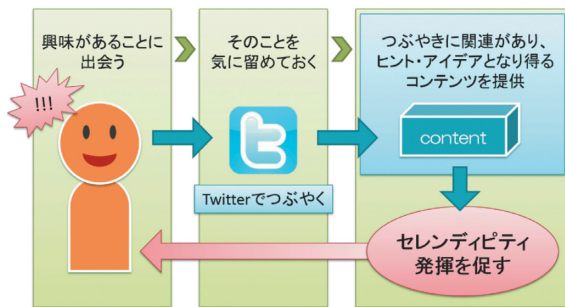 興味があることに
出会う
そのことを
気に留めておく
つぶやきに関連があり、
ヒント・アイデアとなり得る
コンテンツを提供
!!!
content
Twitterでつぶやく
セレンディピティ
発揮を促す